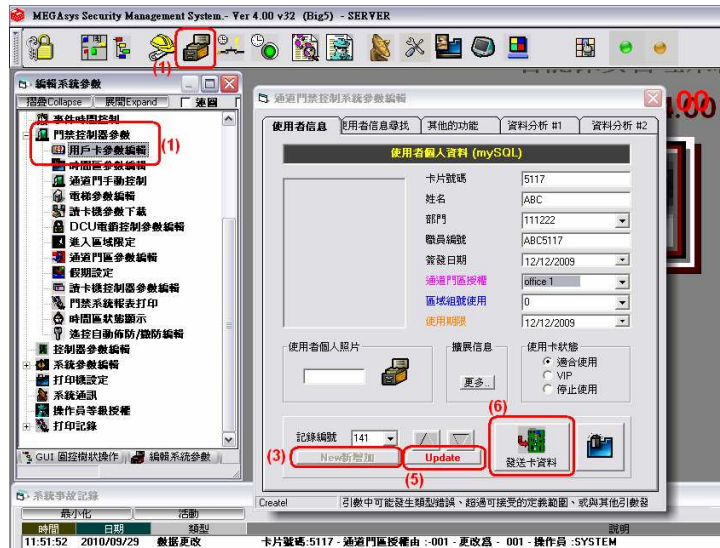 MEGAsys Security Management System.- Ver 4.00 v32 (Big5) - SERVER
(1)
編輯系統參數
摺疊Collapse
展開Expand
連圖
事件時間控制
門禁控制器參數
(1)
用戶卡參數編輯
時間區參數編輯
通道門手動控制
電梯參數編輯
讀卡機參數下載
DCU電鎖控制參數編輯
進入區域限定
通道門區參數編輯
假期設定
讀卡機控制器參數編輯
門禁系統報表打印
時間區狀態顯示
遙控自動佈防/撤防編輯
控制器參數編輯
系統參數編輯
打印機設定
系統通訊
操作員等級授權
打印記錄
GUI 圖控樹狀操作
編輯系統參數
4.00
通道門禁控制系統參數編輯
使用者信息
使用者信息尋找
其他的功能
資料分析 #1
資料分析 #2
使用者個人資料 (mySQL)
卡片號碼 5117
姓名 ABC
部門 111222
職員編號 ABC5117
簽發日期 12/12/2009
通道門區授權 office 1
區域組號使用 0
使用期限 12/12/2009
使用者個人照片
擴展信息
更多..
使用卡狀態
適合使用
VIP
停止使用
(6)
記錄編號 141
(3)
New新增加
Update
(5)
發送卡資料
Createl
引數中可能發生類型錯誤、超過可接受的定義範圍、或與其他引數發
系統事故記錄
最小化
活動
時間 日期 類型 說明
11:51:52 2010/09/29 數据更改 卡片號碼:5117 - 通道門區授權由 :-001 - 更改爲 - 001 - 操作員 :SYSTEM